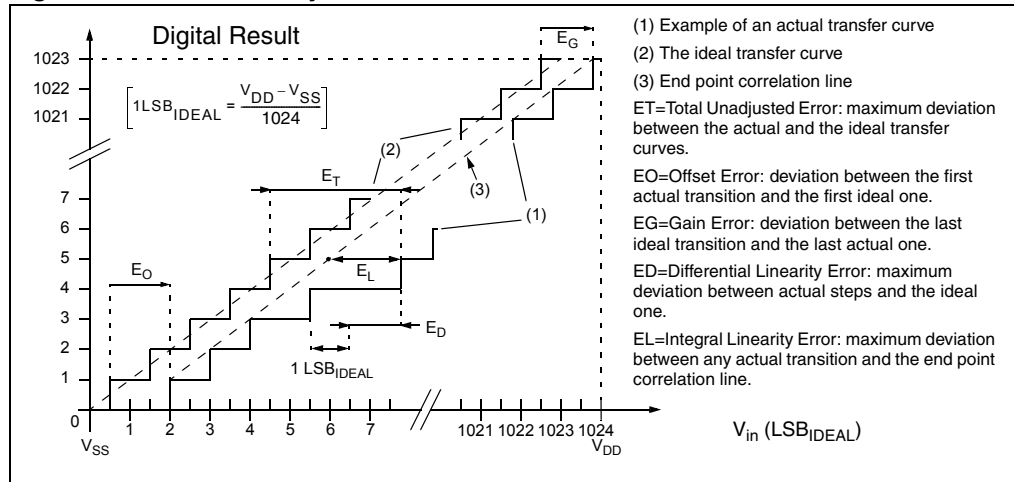 Digital Result
1023
1022
1021
7
6
5
4
3
2
1
0
[1LSB_IDEAL = V_DD – V_SS / 1024]
E_G
(2)
(3)
(1)
E_T
E_O
E_L
E_D
1 LSB_IDEAL
1 2 3 4 5 6 7 1021 1022 1023 1024
V_SS
V_DD
V_in (LSB_IDEAL)
(1) Example of an actual transfer curve
(2) The ideal transfer curve
(3) End point correlation line
ET=Total Unadjusted Error: maximum deviation
between the actual and the ideal transfer
curves.
EO=Offset Error: deviation between the first
actual transition and the first ideal one.
EG=Gain Error: deviation between the last
ideal transition and the last actual one.
ED=Differential Linearity Error: maximum
deviation between actual steps and the ideal
one.
EL=Integral Linearity Error: maximum deviation
between any actual transition and the end point
correlation line.